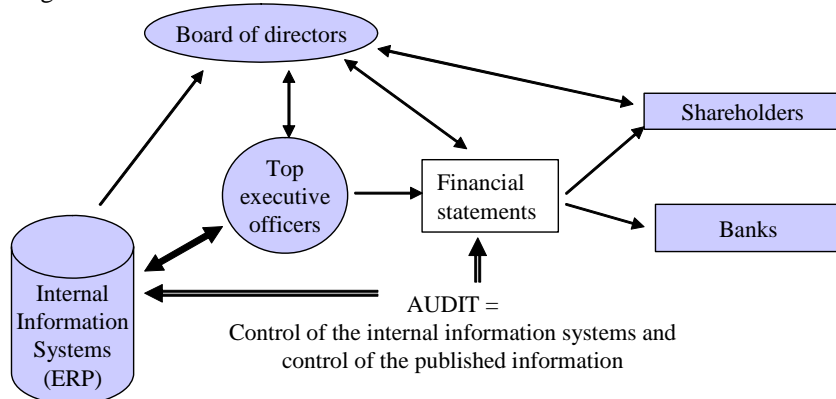 Board of directors
Shareholders
Top
executive
officers
Financial
statements
Banks
Internal
Information
Systems
(ERP)
AUDIT =
Control of the internal information systems and
control of the published information